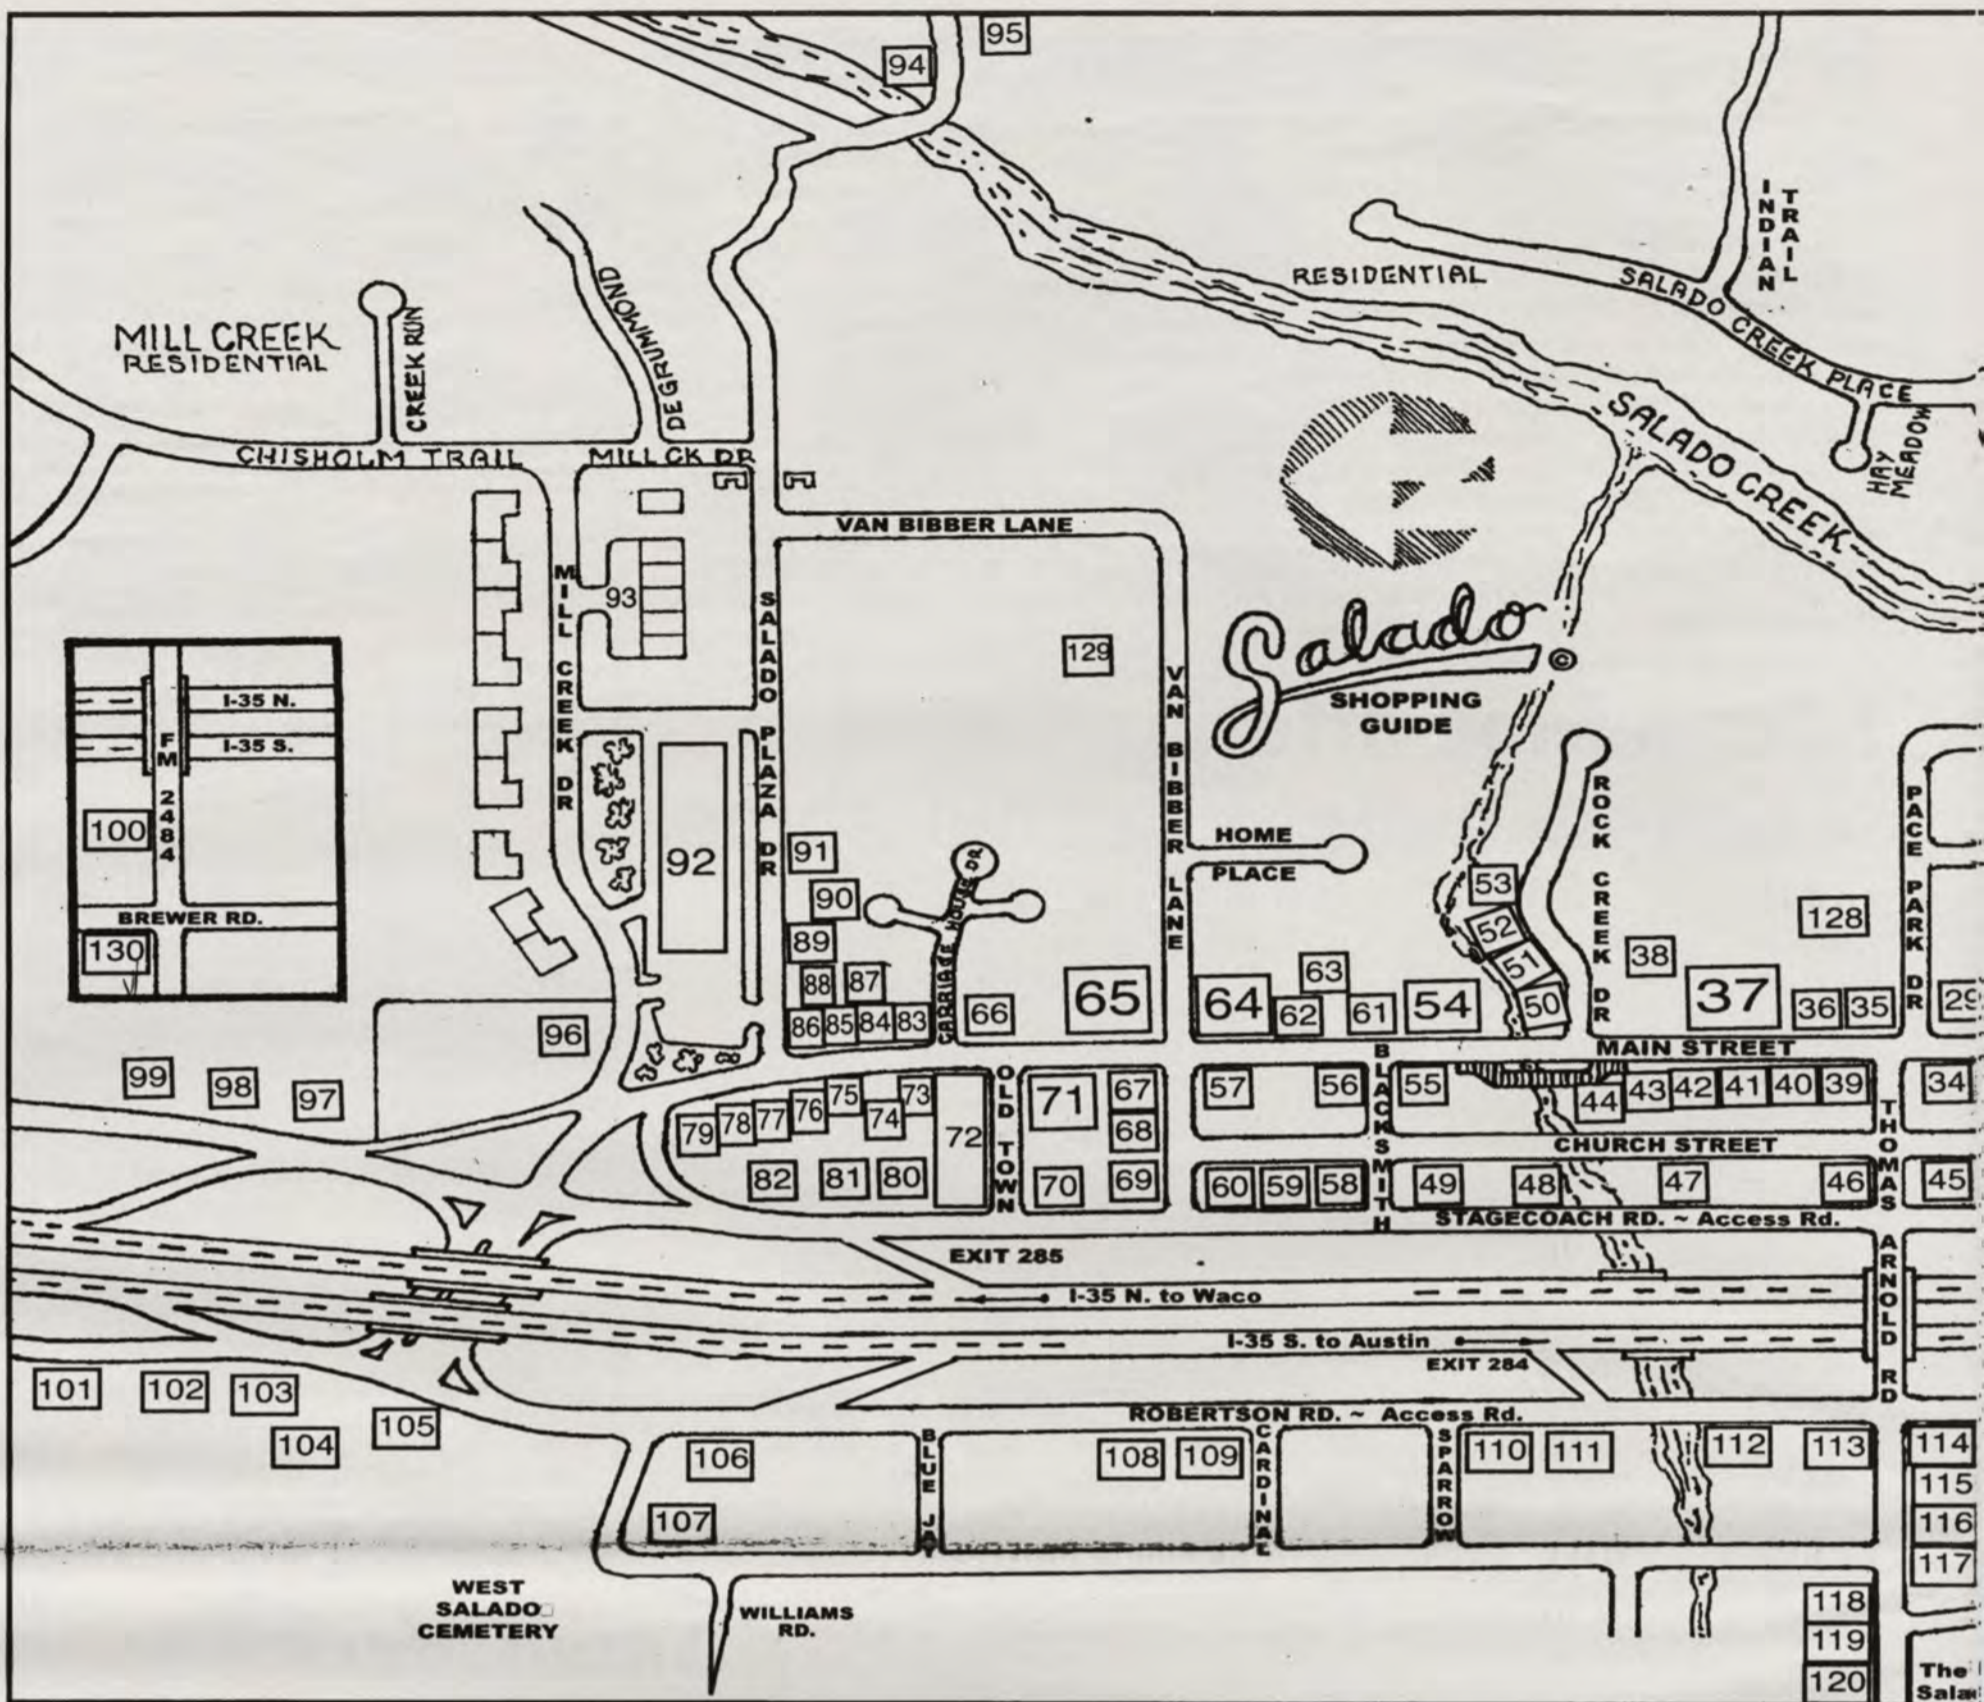 95
94
INDIAN
TRAIL
RESIDENTIAL
SALADO CREEK PLACE
DEGRUMMOND
CREEK RUN
MILL CREEK
RESIDENTIAL
HAY
MEADOW
SALADO CREEK
CHISHOLM TRAIL
MILL CK DR
VAN BIBBER LANE
MILL CREEK DR
93
SALADO PLAZA DR
129
VAN BIBBER LANE
Salado ©
SHOPPING
GUIDE
I-35 N.
I-35 S.
FM 2484
100
BREWER RD.
130
92
91
90
89
88
87
86
85
84
83
CARRIAGE HOUSE DR
66
65
HOME
PLACE
64
63
62
61
54
53
52
51
50
ROCK CREEK DR
38
37
128
36
35
PACE PARK DR
29
96
99
98
97
MAIN STREET
79
78
77
76
75
74
73
72
OLD TOWN
71
67
68
57
56
BLACKSMITH
55
44
43
42
41
40
39
THOMAS
34
CHURCH STREET
82
81
80
70
69
60
59
58
49
48
47
46
45
STAGECOACH RD. ~ Access Rd.
EXIT 285
I-35 N. to Waco
I-35 S. to Austin
EXIT 284
ARNOLD RD
101
102
103
104
105
ROBERTSON RD. ~ Access Rd.
106
107
BLUE JAY
108
109
CARDINAL
SPARROW
110
111
112
113
114
115
116
117
118
119
120
WEST
SALADO
CEMETERY
WILLIAMS
RD.
The
Sala